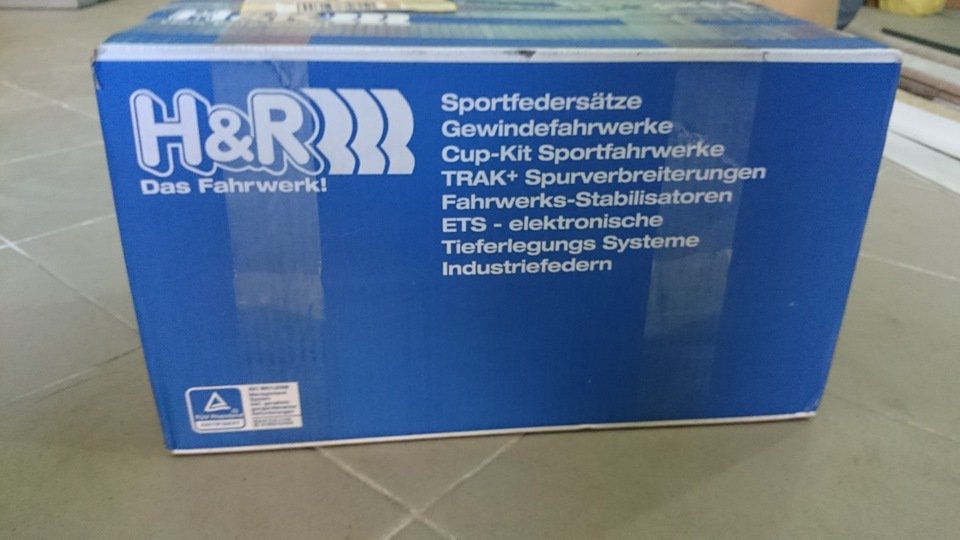 H&R
Das Fahrwerk!
Sportfedersätze
Gewindefahrwerke
Cup-Kit Sportfahrwerke
TRAK+ Spurverbreiterungen
Fahrwerks-Stabilisatoren
ETS - elektronische
Tieferlegungs Systeme
Industriefedern